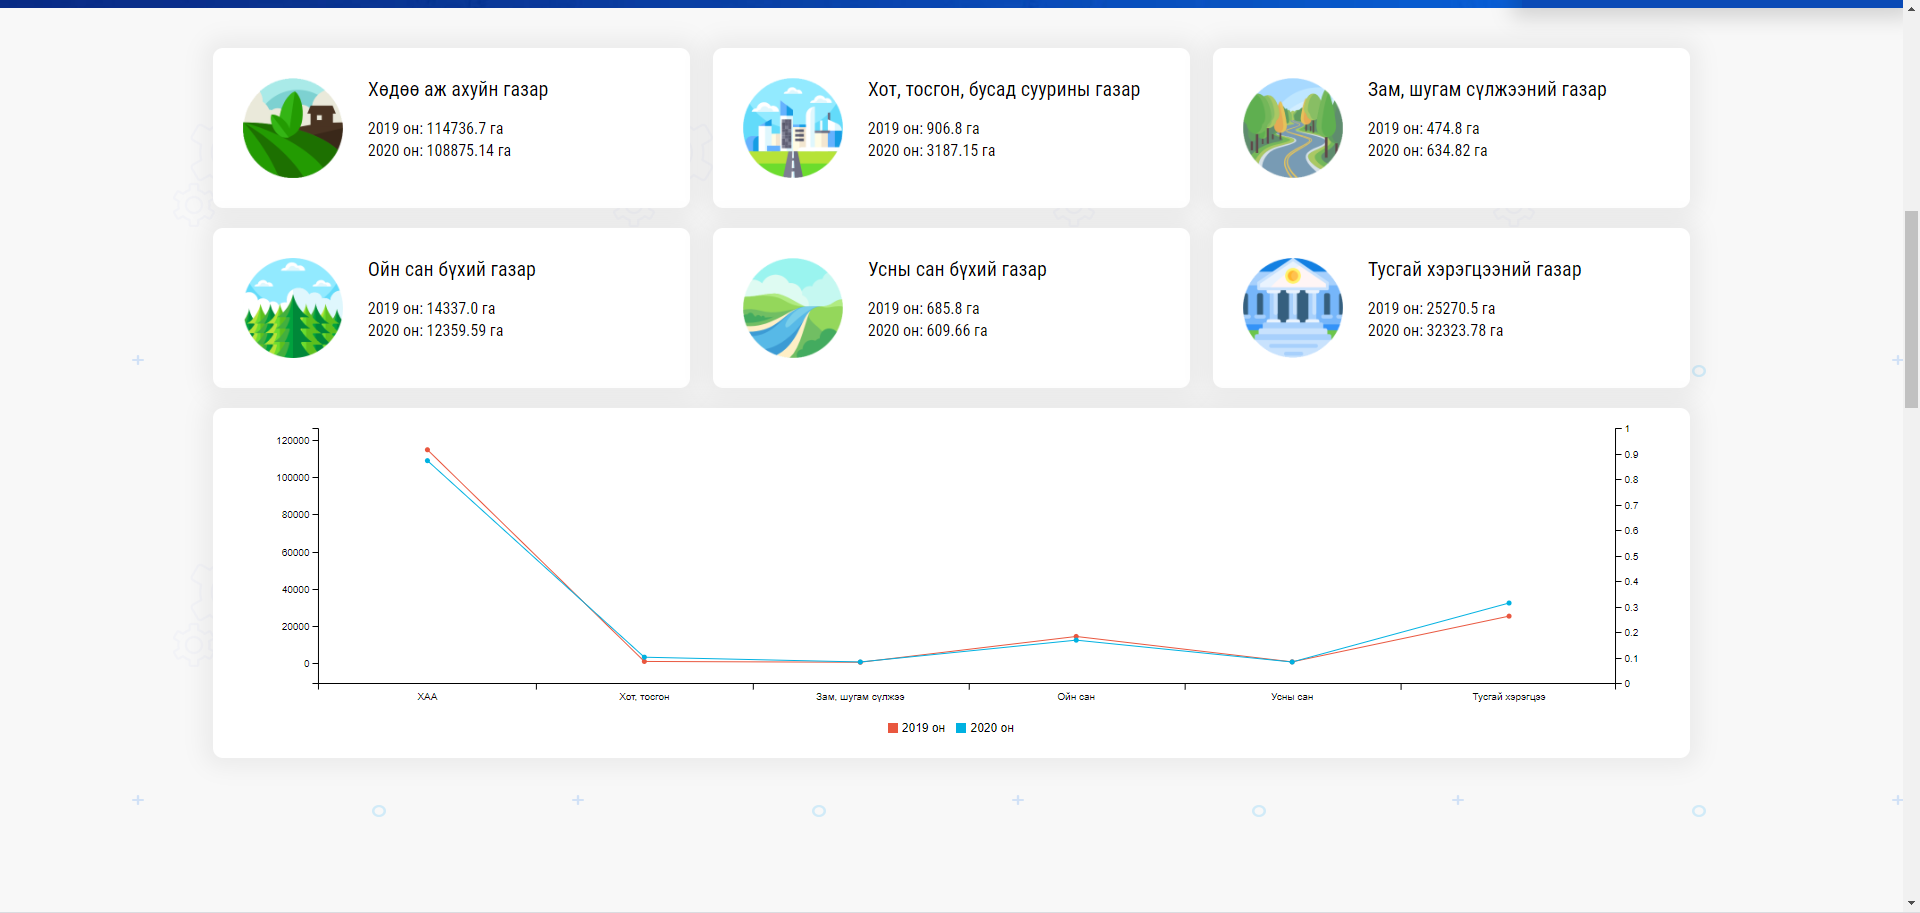 Хөдөө аж ахуйн газар
2019 он: 114736.7 га
2020 он: 108875.14 га
Хот, тосгон, бусад суурины газар
2019 он: 906.8 га
2020 он: 3187.15 га
Зам, шугам сүлжээний газар
2019 он: 474.8 га
2020 он: 634.82 га
Ойн сан бүхий газар
2019 он: 14337.0 га
2020 он: 12359.59 га
Усны сан бүхий газар
2019 он: 685.8 га
2020 он: 609.66 га
Тусгай хэрэгцээний газар
2019 он: 25270.5 га
2020 он: 32323.78 га
120000
100000
80000
60000
40000
20000
0
1
0.9
0.8
0.7
0.6
0.5
0.4
0.3
0.2
0.1
0
ХАА
Хот, тосгон
Зам, шугам сүлжээ
Ойн сан
Усны сан
Тусгай хэрэгцээ
2019 он
2020 он